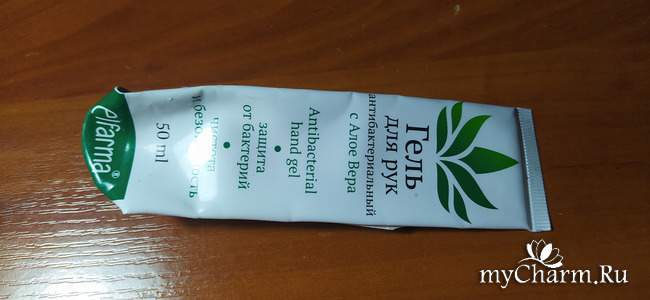 Гель
для рук
антибактериальный
с Алое Вера
Antibacterial
hand gel
• защита
от бактерий
• чистота
и безопасность
50 ml
elfarma®
myCharm.Ru